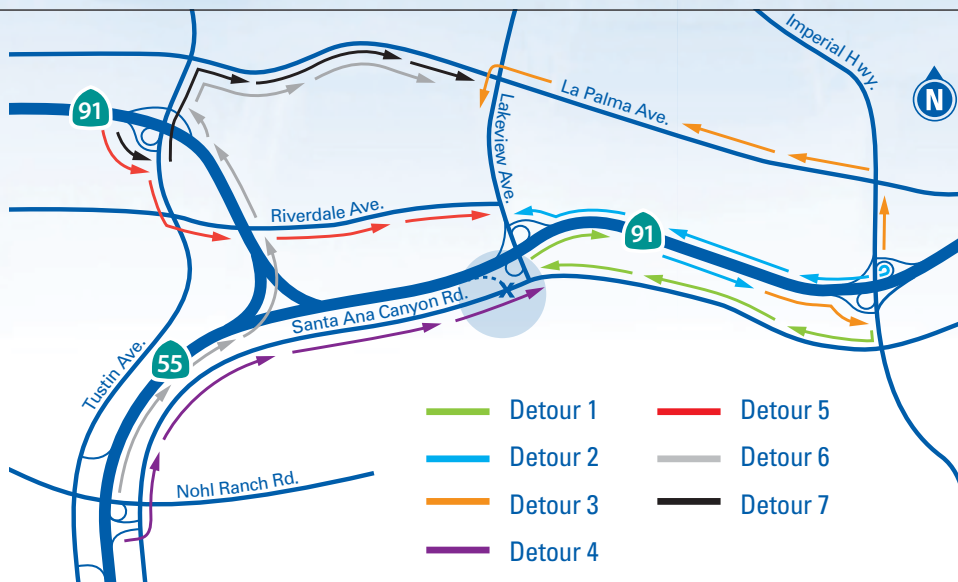 Imperial Hwy.
N
91
La Palma Ave.
Lakeview Ave.
Riverdale Ave.
91
Santa Ana Canyon Rd.
X
Tustin Ave.
55
Nohl Ranch Rd.
Detour 1
Detour 5
Detour 2
Detour 6
Detour 3
Detour 7
Detour 4